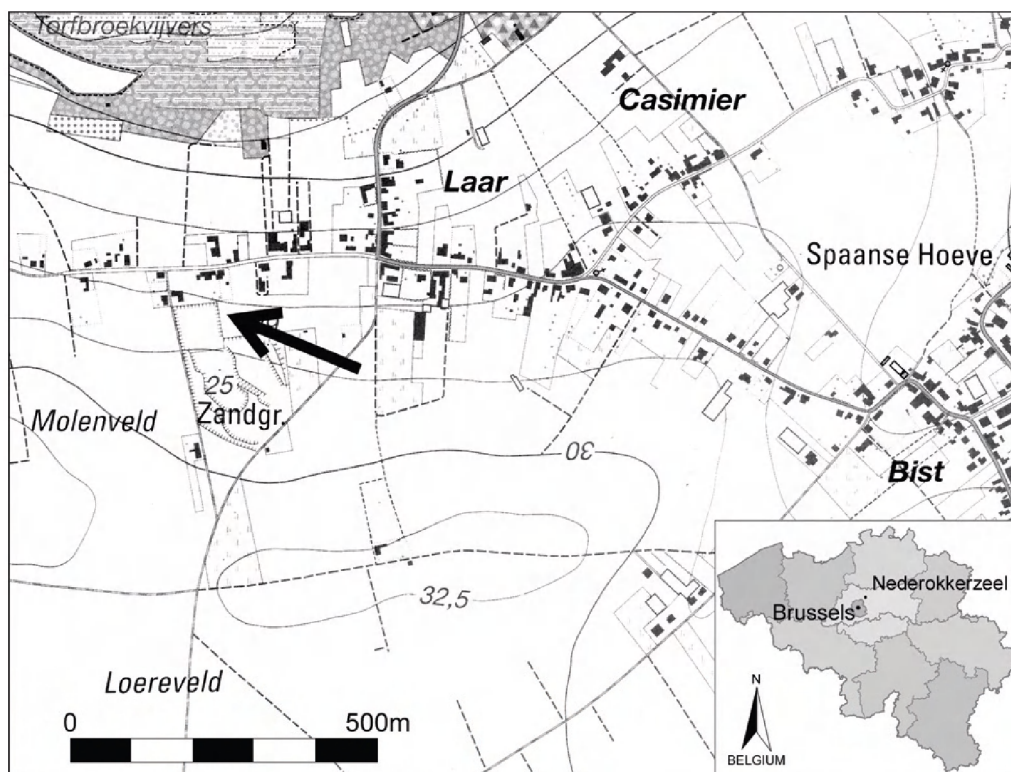 Torfbroekvijvers
Casimier
Laar
Spaanse Hoeve
25
Zandgr.
Molenveld
30
Bist
32,5
Nederokkerzeel
Brussels
Loereveld
0
500m
N
BELGIUM